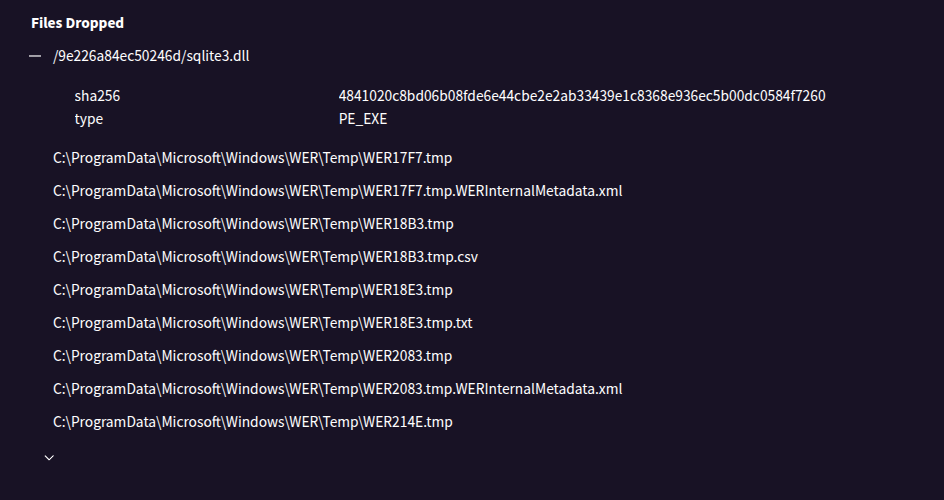 Files Dropped
/9e226a84ec50246d/sqlite3.dll
sha256 4841020c8bd06b08fde6e44cbe2e2ab33439e1c8368e936ec5b00dc0584f7260
type PE_EXE
C:\ProgramData\Microsoft\Windows\WER\Temp\WER17F7.tmp
C:\ProgramData\Microsoft\Windows\WER\Temp\WER17F7.tmp.WERInternalMetadata.xml
C:\ProgramData\Microsoft\Windows\WER\Temp\WER18B3.tmp
C:\ProgramData\Microsoft\Windows\WER\Temp\WER18B3.tmp.csv
C:\ProgramData\Microsoft\Windows\WER\Temp\WER18E3.tmp
C:\ProgramData\Microsoft\Windows\WER\Temp\WER18E3.tmp.txt
C:\ProgramData\Microsoft\Windows\WER\Temp\WER2083.tmp
C:\ProgramData\Microsoft\Windows\WER\Temp\WER2083.tmp.WERInternalMetadata.xml
C:\ProgramData\Microsoft\Windows\WER\Temp\WER214E.tmp